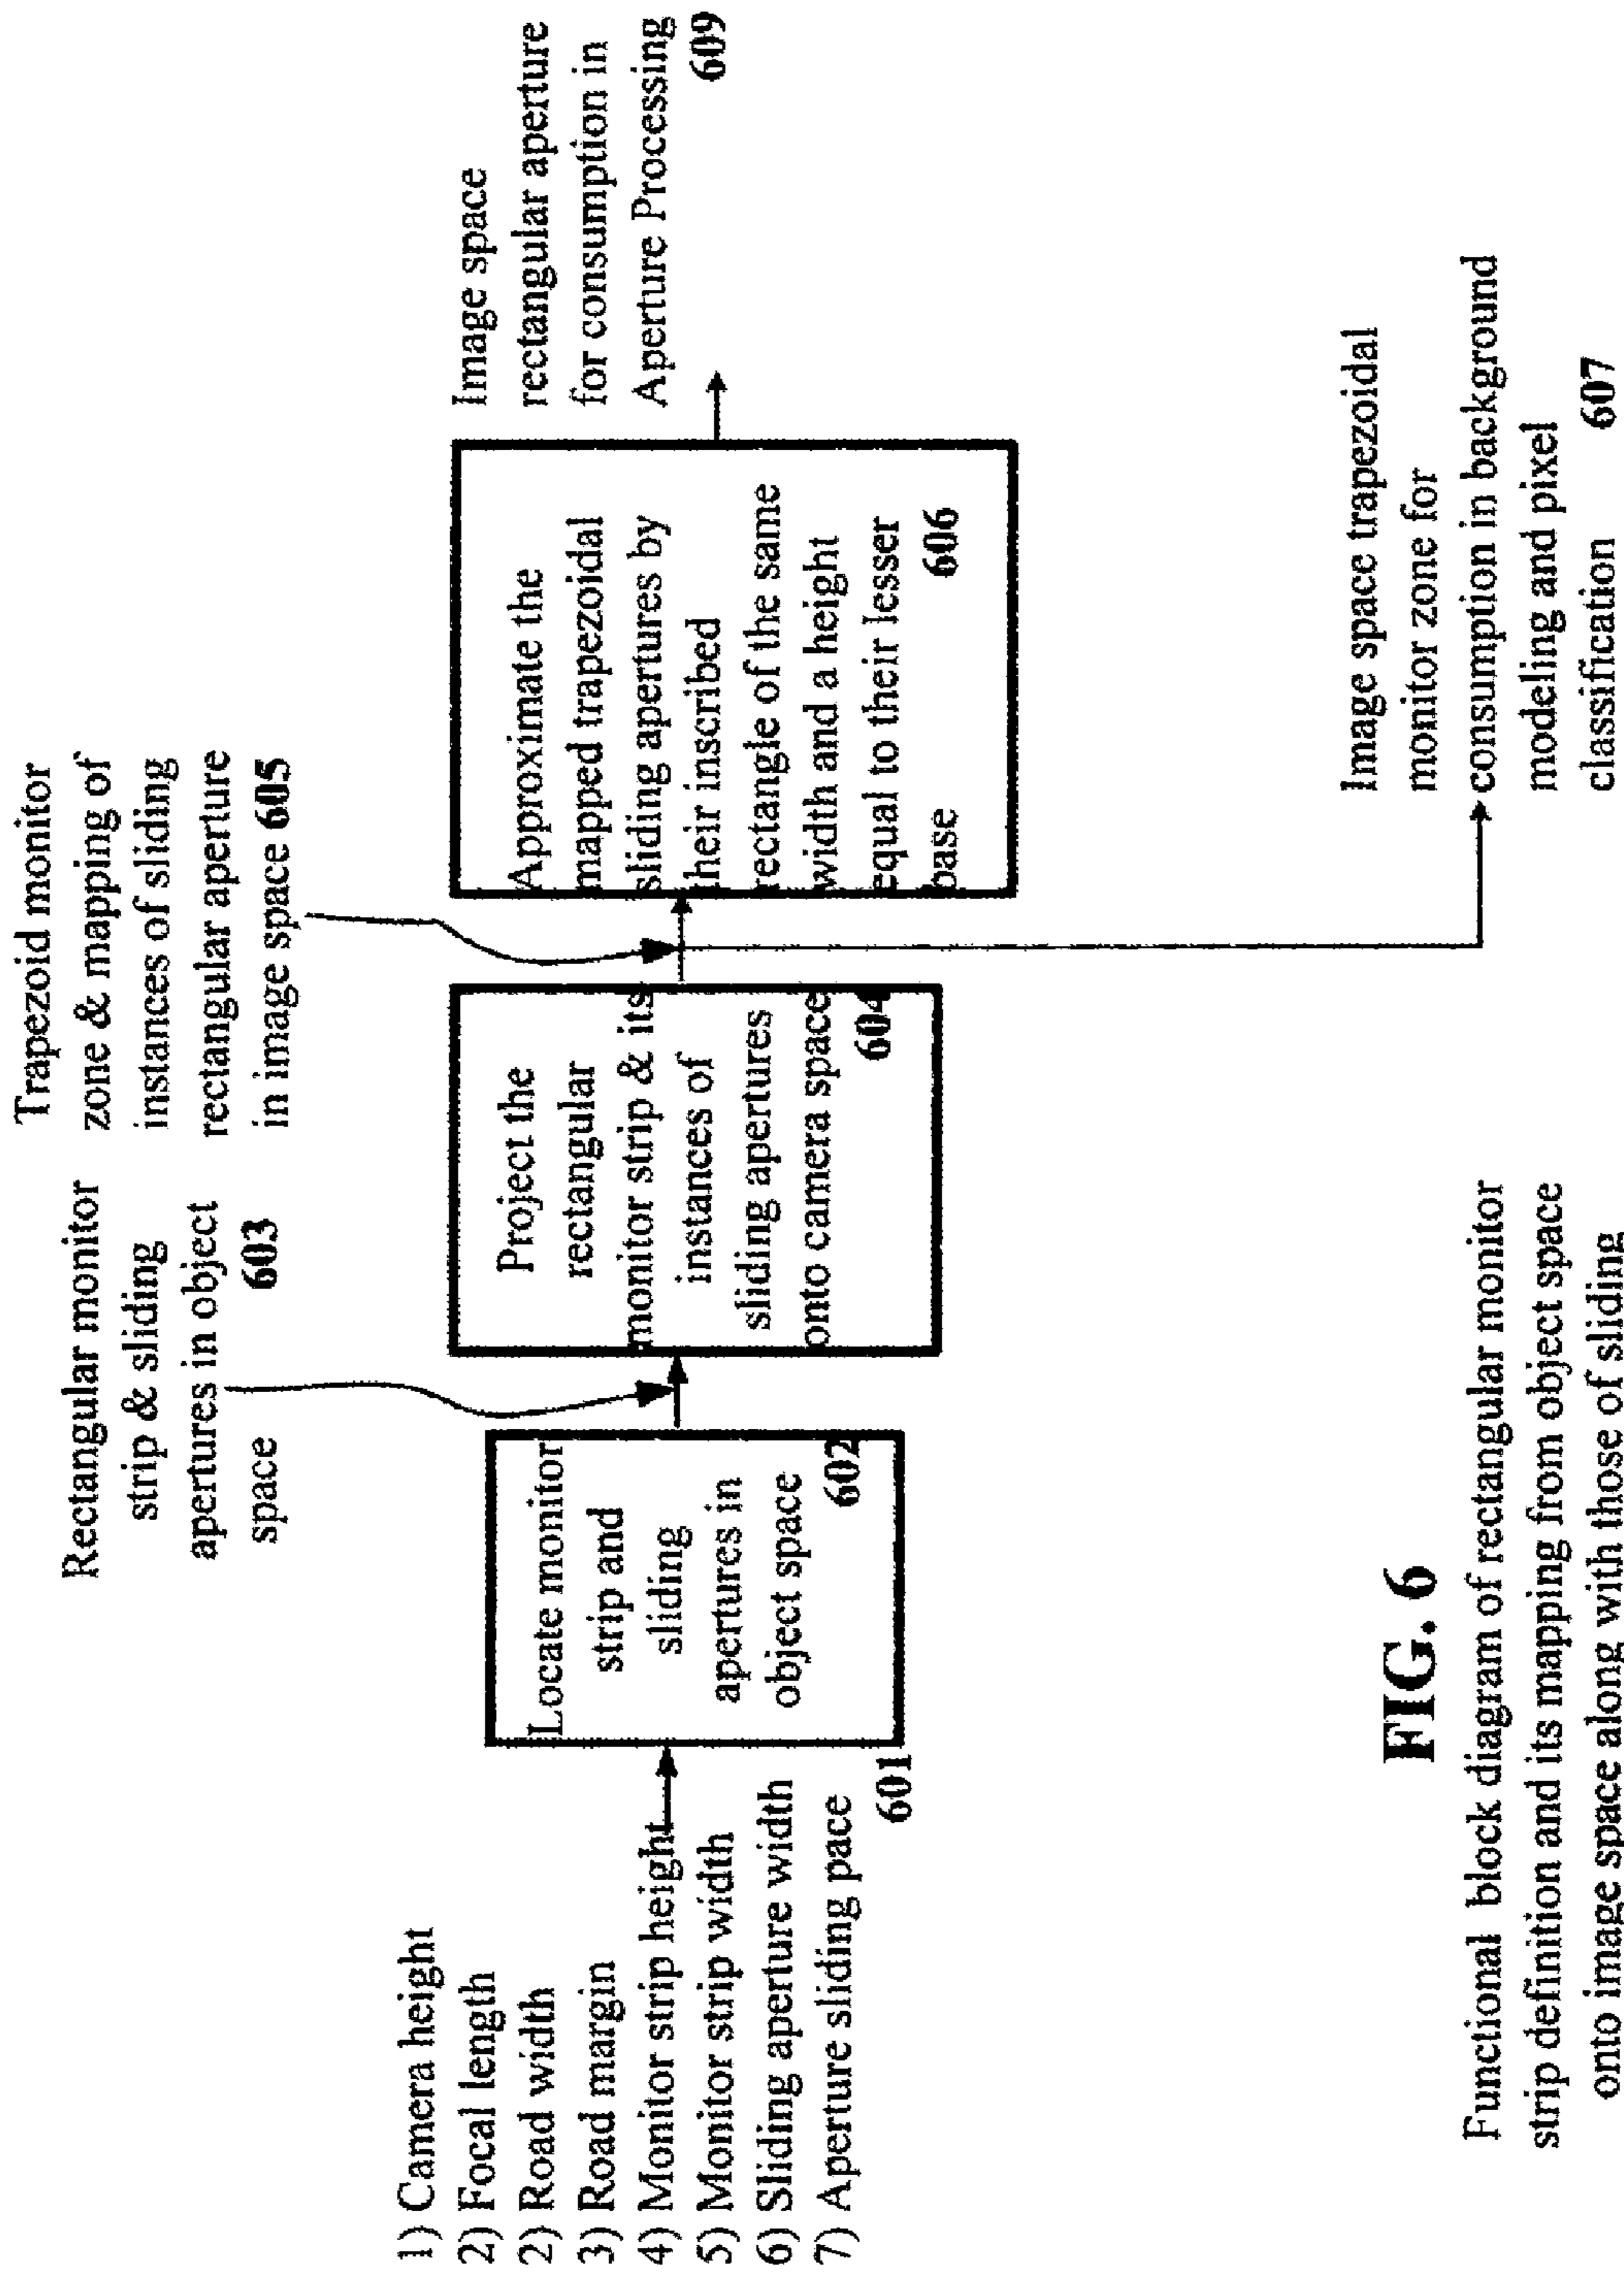 1) Camera height
2) Focal length
2) Road width
3) Road margin
4) Monitor strip height
5) Monitor strip width
6) Sliding aperture width
7) Aperture sliding pace
601
Locate monitor
strip and
sliding
apertures in
object space
602
Rectangular monitor
strip & sliding
apertures in object
space 603
Project the
rectangular
monitor strip & its
instances of
sliding apertures
onto camera space
604
Trapezoid monitor
zone & mapping of
instances of sliding
rectangular aperture
in image space 605
Approximate the
mapped trapezoidal
sliding apertures by
their inscribed
rectangle of the same
width and a height
equal to their lesser
base 606
Image space
rectangular aperture
for consumption in
Aperture Processing
609
Image space trapezoidal
monitor zone for
consumption in background
modeling and pixel
classification 607
FIG. 6
Functional block diagram of rectangular monitor
strip definition and its mapping from object space
onto image space along with those of sliding